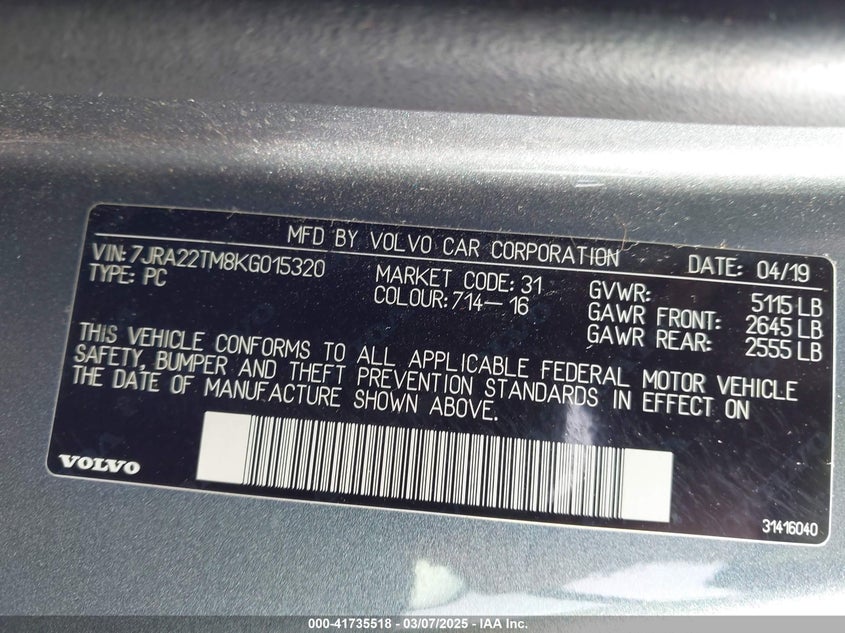 MFD BY VOLVO CAR CORPORATION
VIN: 7JRA22TM8KG015320
TYPE: PC
MARKET CODE: 31
COLOUR: 714-16
DATE: 04/19
GVWR: 5115 LB
GAWR FRONT: 2645 LB
GAWR REAR: 2555 LB
THIS VEHICLE CONFORMS TO ALL APPLICABLE FEDERAL MOTOR VEHICLE
SAFETY, BUMPER AND THEFT PREVENTION STANDARDS IN EFFECT ON
THE DATE OF MANUFACTURE SHOWN ABOVE.
VOLVO
31416040
000-41735518 - 03/07/2025 - IAA Inc.